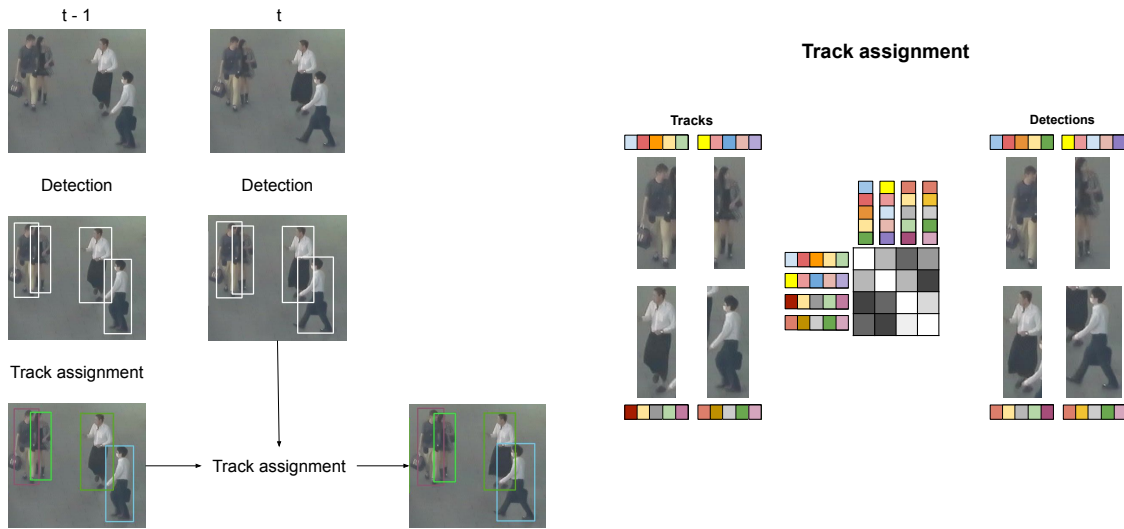 t - 1
t
Detection
Detection
Track assignment
Track assignment
Track assignment
Tracks
Detections